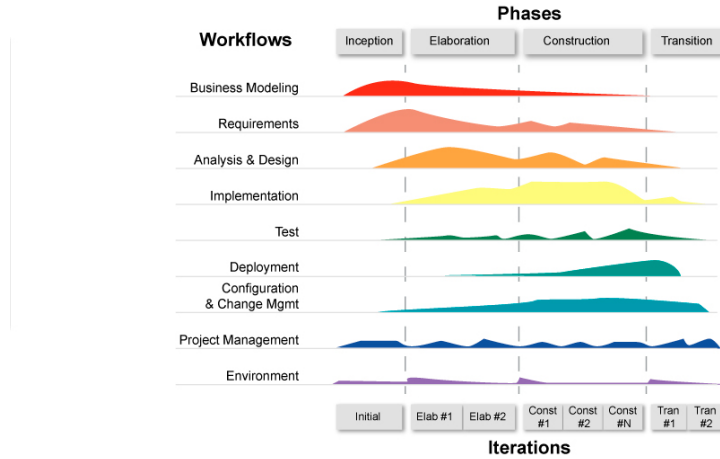 Phases
Workflows
Inception
Elaboration
Construction
Transition
Business Modeling
Requirements
Analysis & Design
Implementation
Test
Deployment
Configuration
& Change Mgmt
Project Management
Environment
Initial
Elab #1
Elab #2
Const
#1
Const
#2
Const
#N
Tran
#1
Tran
#2
Iterations